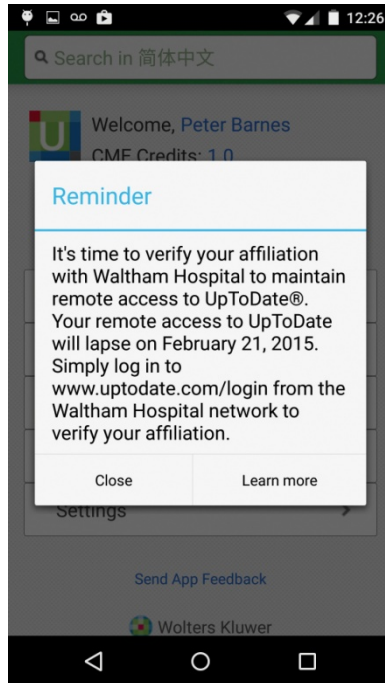 12:26
Search in 简体中文
Welcome, Peter Barnes
CME Credits: 1.0
Reminder
It's time to verify your affiliation
with Waltham Hospital to maintain
remote access to UpToDate®.
Your remote access to UpToDate
will lapse on February 21, 2015.
Simply log in to
www.uptodate.com/login from the
Waltham Hospital network to
verify your affiliation.
Close Learn more
Settings
Send App Feedback
Wolters Kluwer